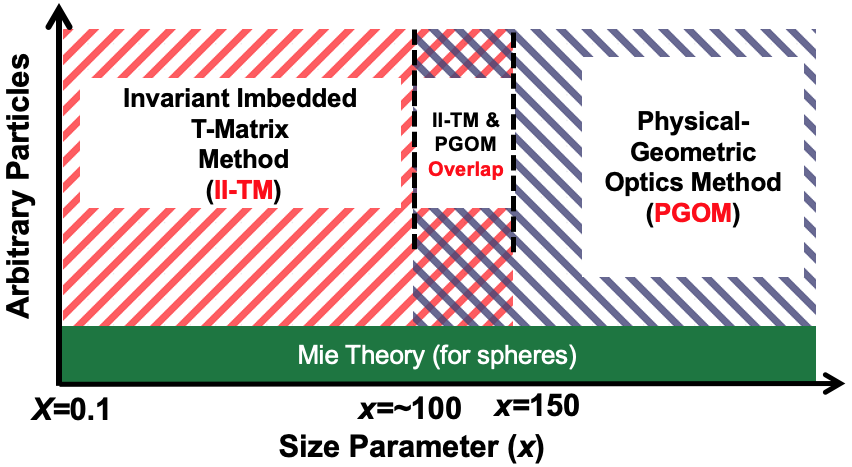 Arbitrary Particles
Invariant Imbedded
T-Matrix
Method
(II-TM)
II-TM &
PGOM
Overlap
Physical-
Geometric
Optics Method
(PGOM)
Mie Theory (for spheres)
X=0.1
x=~100
x=150
Size Parameter (x)